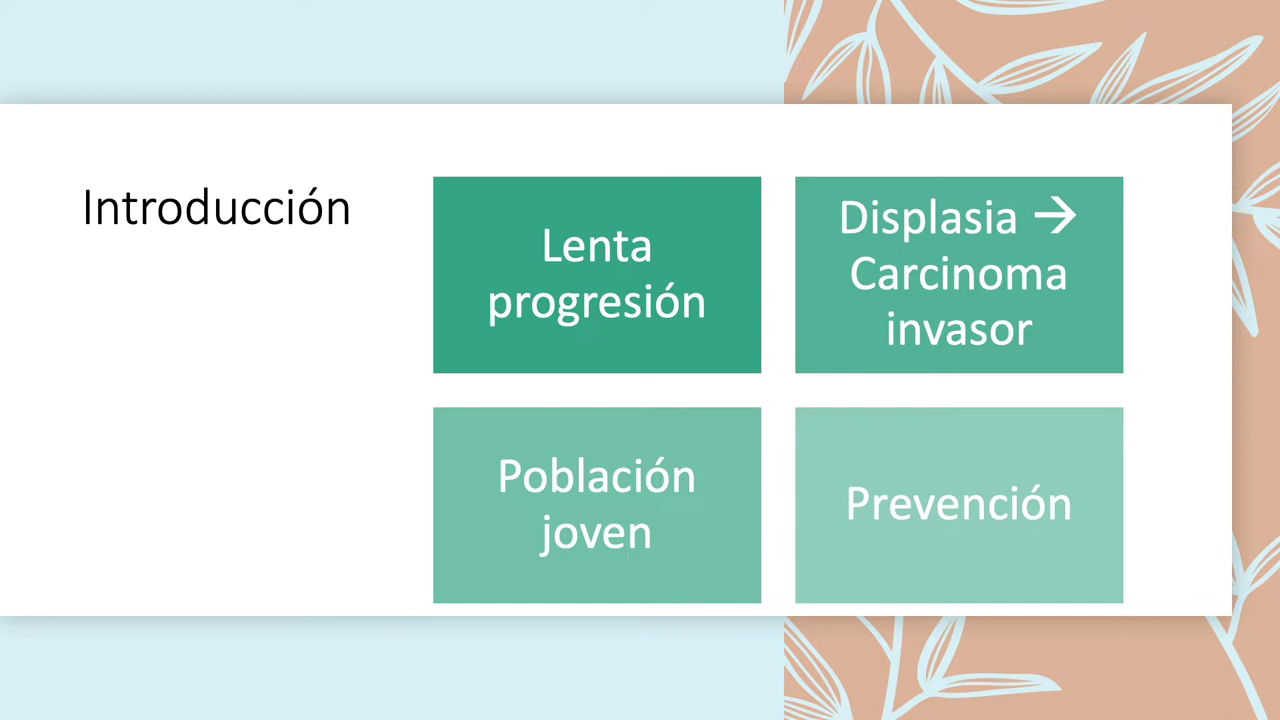 Introducción
Lenta
progresión
Displasia →
Carcinoma
invasor
Población
joven
Prevención